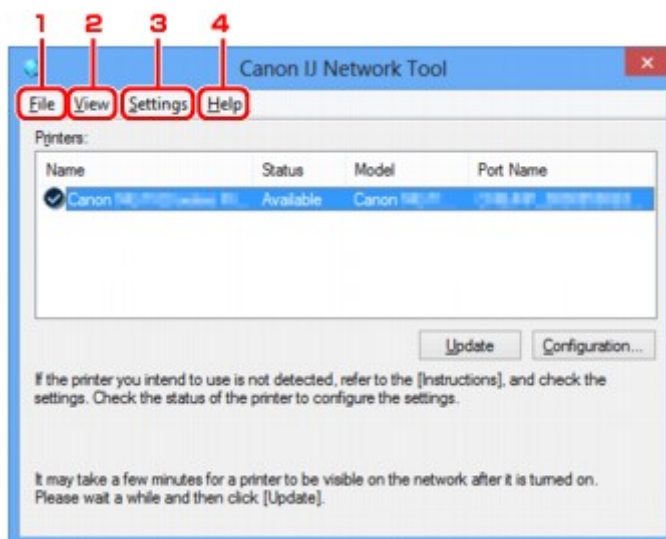 1 2 3 4
Canon IJ Network Tool
File View Settings Help
Printers:
Name Status Model Port Name
Canon Available Canon
Update Configuration...
If the printer you intend to use is not detected, refer to the [Instructions], and check the
settings. Check the status of the printer to configure the settings.
It may take a few minutes for a printer to be visible on the network after it is turned on.
Please wait a while and then click [Update].